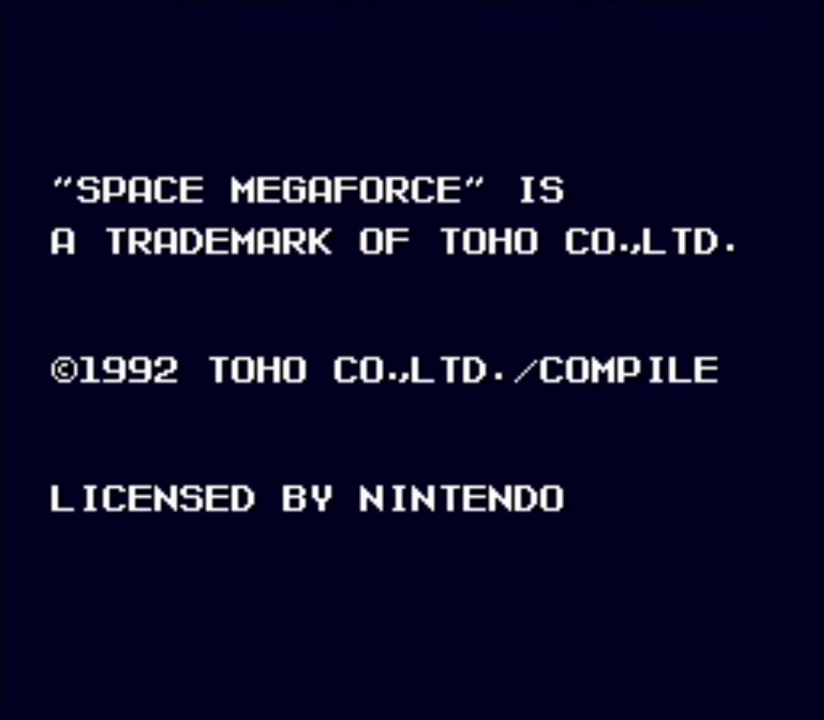 "SPACE MEGAFORCE" IS
A TRADEMARK OF TOHO CO.,LTD.
©1992 TOHO CO.,LTD./COMPILE
LICENSED BY NINTENDO